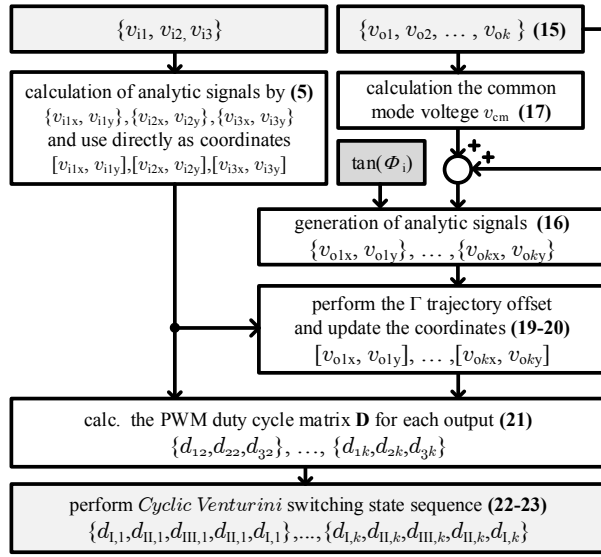 {v_i1, v_i2, v_i3}
{v_o1, v_o2, … , v_ok } (15)
calculation of analytic signals by (5)
{v_i1x, v_i1y},{v_i2x, v_i2y},{v_i3x, v_i3y}
and use directly as coordinates
[v_i1x, v_i1y],[v_i2x, v_i2y],[v_i3x, v_i3y]
calculation the common
mode voltege v_cm (17)
+
+
tan(Φ_i)
generation of analytic signals (16)
{v_o1x, v_o1y}, … ,{v_okx, v_oky}
perform the Γ trajectory offset
and update the coordinates (19-20)
[v_o1x, v_o1y], … ,[v_okx, v_oky]
calc. the PWM duty cycle matrix D for each output (21)
{d_12,d_22,d_32}, …, {d_1k,d_2k,d_3k}
perform Cyclic Venturini switching state sequence (22-23)
{d_I,1,d_II,1,d_III,1,d_II,1,d_I,1},...,{d_I,k,d_II,k,d_III,k,d_II,k,d_I,k}